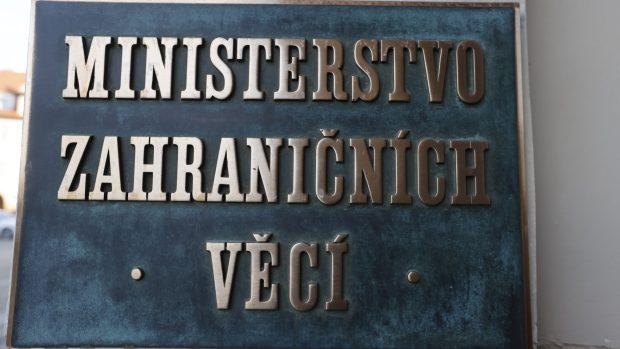 MINISTERSTVO
ZAHRANIČNÍCH
VĚCÍ